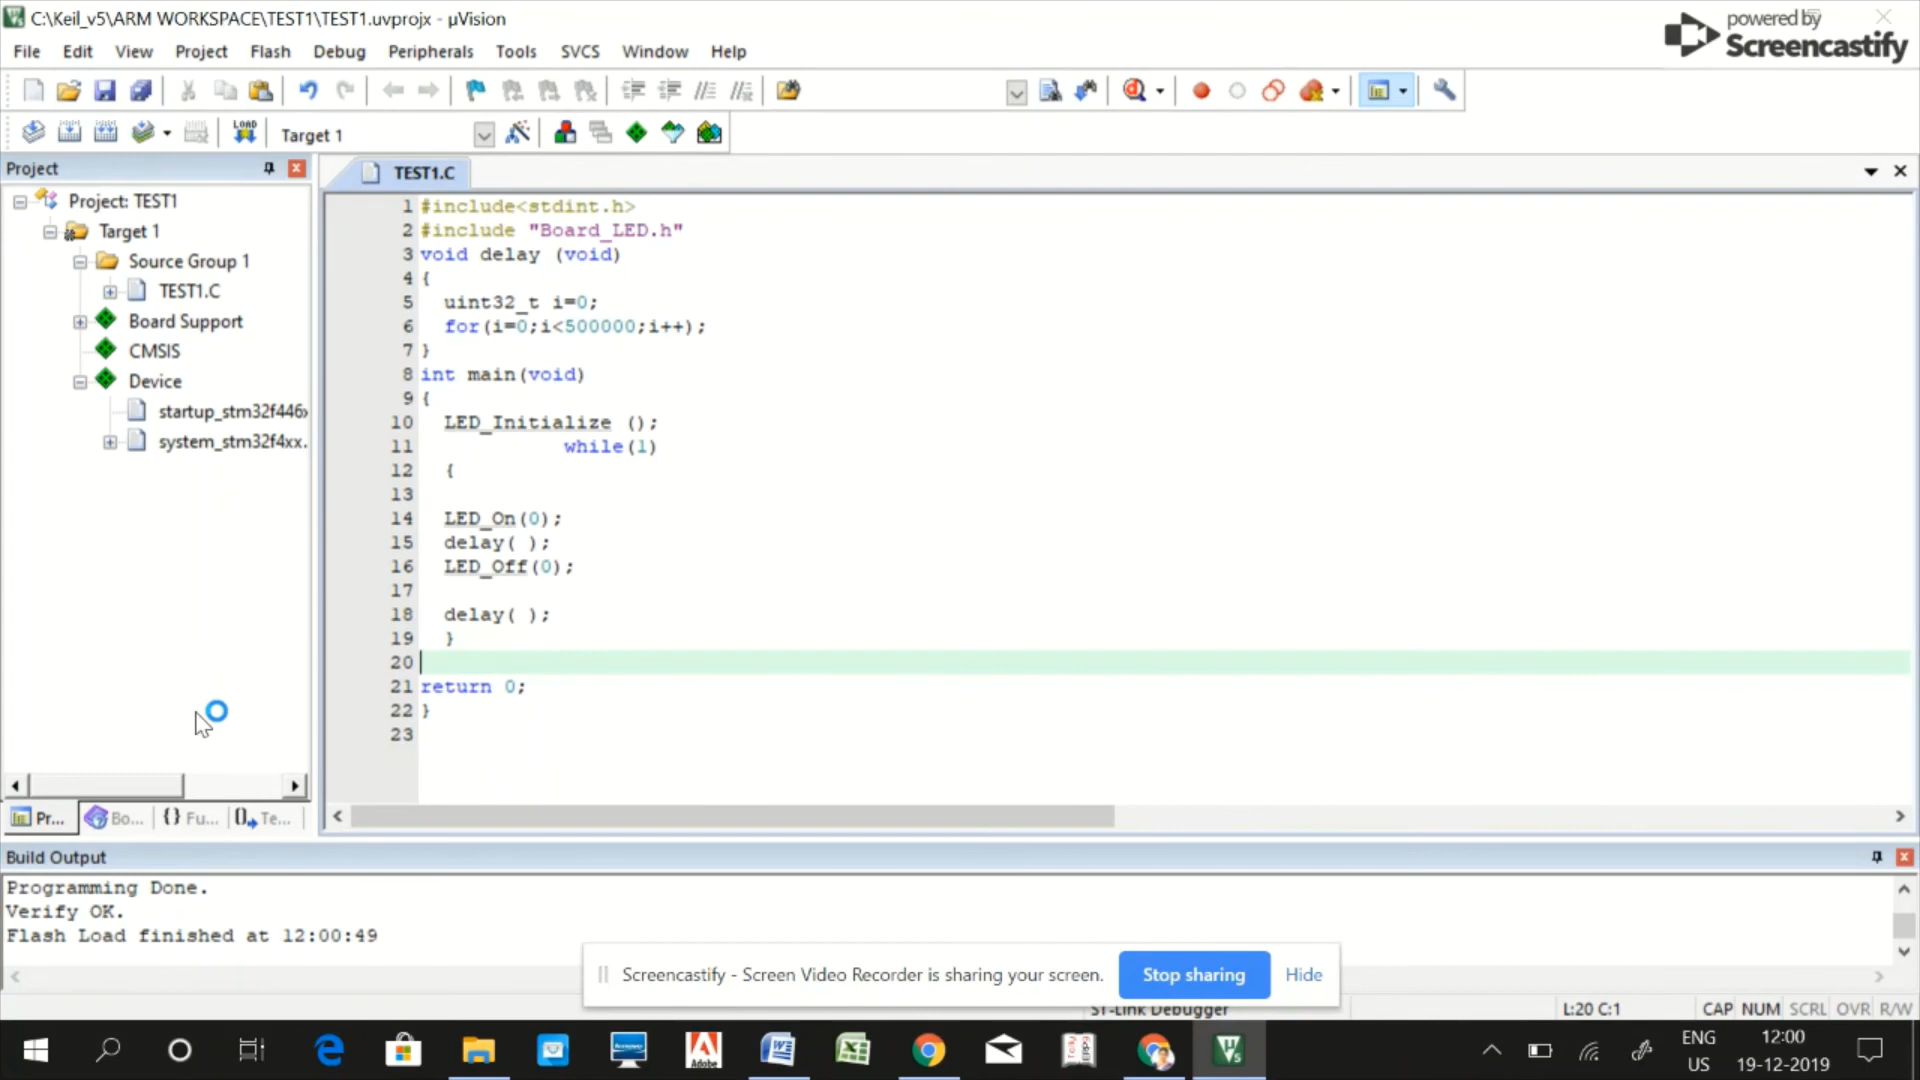 C:\Keil_v5\ARM WORKSPACE\TEST1\TEST1.uvprojx - µVision
powered by
Screencastify
File Edit View Project Flash Debug Peripherals Tools SVCS Window Help
LOAD
Target 1
Project
TEST1.C
Project: TEST1
Target 1
Source Group 1
TEST1.C
Board Support
CMSIS
Device
startup_stm32f446x
system_stm32f4xx.
1 #include<stdint.h>
2 #include "Board_LED.h"
3 void delay (void)
4 {
5 uint32_t i=0;
6 for(i=0;i<500000;i++);
7 }
8 int main(void)
9 {
10 LED_Initialize ();
11 while(1)
12 {
13
14 LED_On(0);
15 delay( );
16 LED_Off(0);
17
18 delay( );
19 }
20
21 return 0;
22 }
23
Pr... Bo... {} Fu... Te...
Build Output
Programming Done.
Verify OK.
Flash Load finished at 12:00:49
Screencastify - Screen Video Recorder is sharing your screen. Stop sharing Hide
ST-Link Debugger L:20 C:1 CAP NUM SCRL OVR R/W
Adobe
ENG
US
12:00
19-12-2019